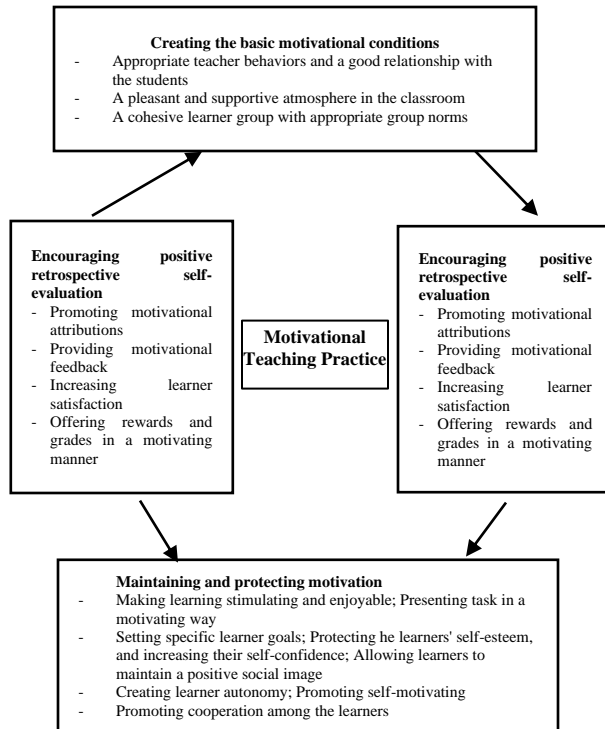 Creating the basic motivational conditions
- Appropriate teacher behaviors and a good relationship with
the students
- A pleasant and supportive atmosphere in the classroom
- A cohesive learner group with appropriate group norms
Encouraging positive
retrospective self-
evaluation
- Promoting motivational
attributions
- Providing motivational
feedback
- Increasing learner
satisfaction
- Offering rewards and
grades in a motivating
manner
Motivational
Teaching Practice
Encouraging positive
retrospective self-
evaluation
- Promoting motivational
attributions
- Providing motivational
feedback
- Increasing learner
satisfaction
- Offering rewards and
grades in a motivating
manner
Maintaining and protecting motivation
- Making learning stimulating and enjoyable; Presenting task in a
motivating way
- Setting specific learner goals; Protecting he learners' self-esteem,
and increasing their self-confidence; Allowing learners to
maintain a positive social image
- Creating learner autonomy; Promoting self-motivating
- Promoting cooperation among the learners